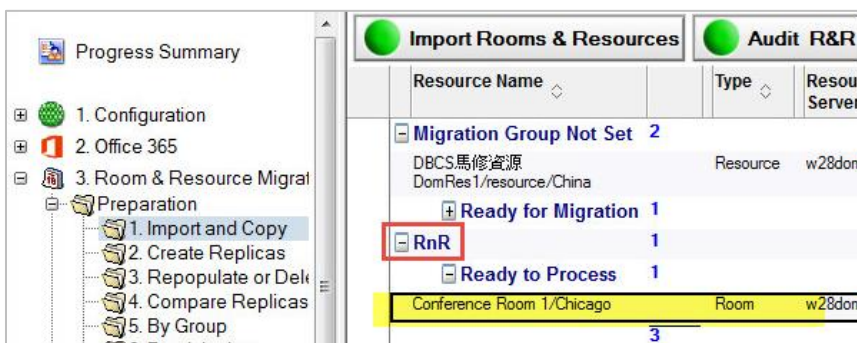 Progress Summary
1. Configuration
2. Office 365
3. Room & Resource Migrat
Preparation
1. Import and Copy
2. Create Replicas
3. Repopulate or Dele
4. Compare Replicas
5. By Group
Import Rooms & Resources Audit R&R
Resource Name Type Resou
Server
Migration Group Not Set 2
DBCS馬修資源 Resource w28dom
DomRes1/resource/China
Ready for Migration 1
RnR 1
Ready to Process 1
Conference Room 1/Chicago Room w28dom
3